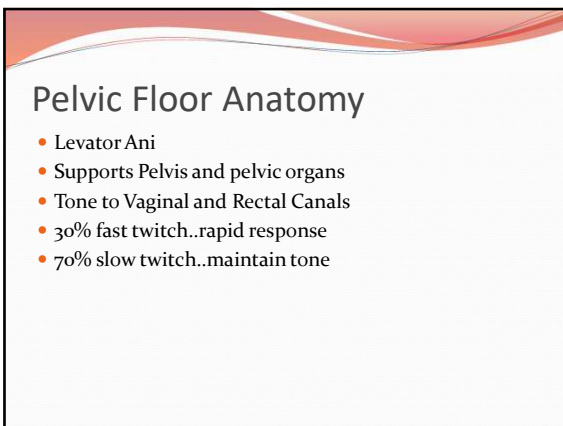 Pelvic Floor Anatomy
• Levator Ani
• Supports Pelvis and pelvic organs
• Tone to Vaginal and Rectal Canals
• 30% fast twitch..rapid response
• 70% slow twitch..maintain tone